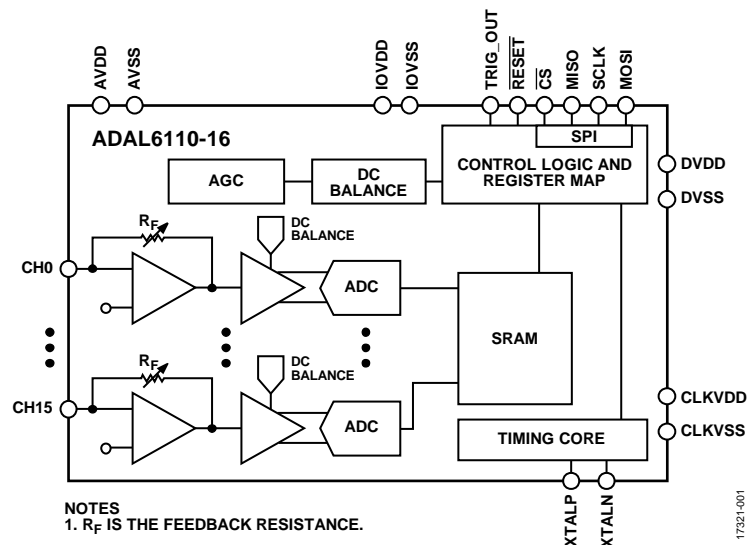 AVDD
AVSS
IOVDD
IOVSS
TRIG_OUT
RESET
CS
MISO
SCLK
MOSI
ADAL6110-16
SPI
CONTROL LOGIC AND
REGISTER MAP
AGC
DC
BALANCE
DVDD
DVSS
RF
DC
BALANCE
CH0
ADC
SRAM
RF
DC
BALANCE
CH15
ADC
CLKVDD
CLKVSS
TIMING CORE
XTALP
XTALN
NOTES
1. RF IS THE FEEDBACK RESISTANCE.
17321-001